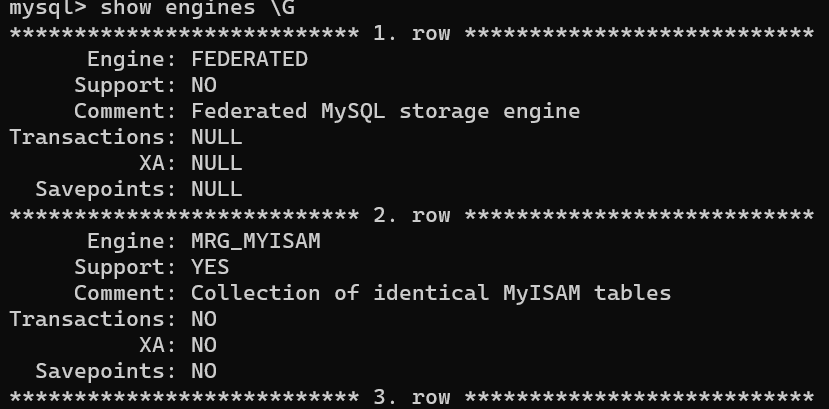 mysql> show engines \G
*************************** 1. row ***************************
      Engine: FEDERATED
     Support: NO
     Comment: Federated MySQL storage engine
Transactions: NULL
          XA: NULL
  Savepoints: NULL
*************************** 2. row ***************************
      Engine: MRG_MYISAM
     Support: YES
     Comment: Collection of identical MyISAM tables
Transactions: NO
          XA: NO
  Savepoints: NO
*************************** 3. row ***************************